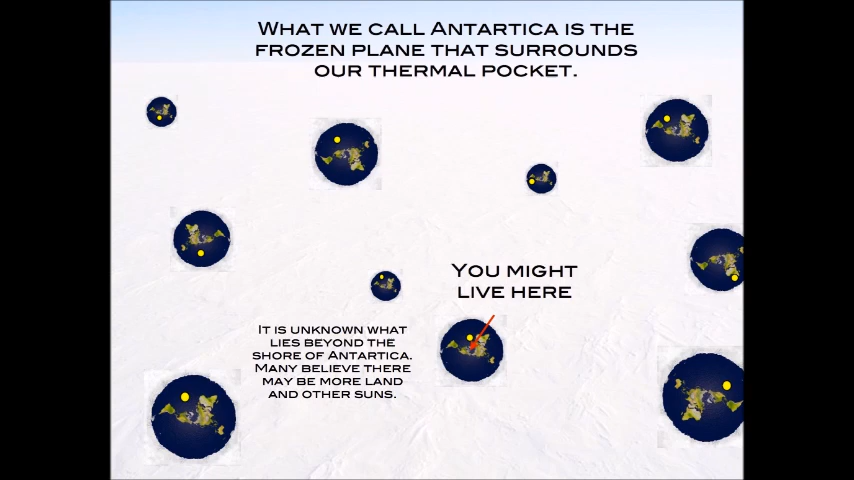 What we call Antartica is the
frozen plane that surrounds
our thermal pocket.
You might
live here
It is unknown what
lies beyond the
shore of Antartica.
Many believe there
may be more land
and other suns.